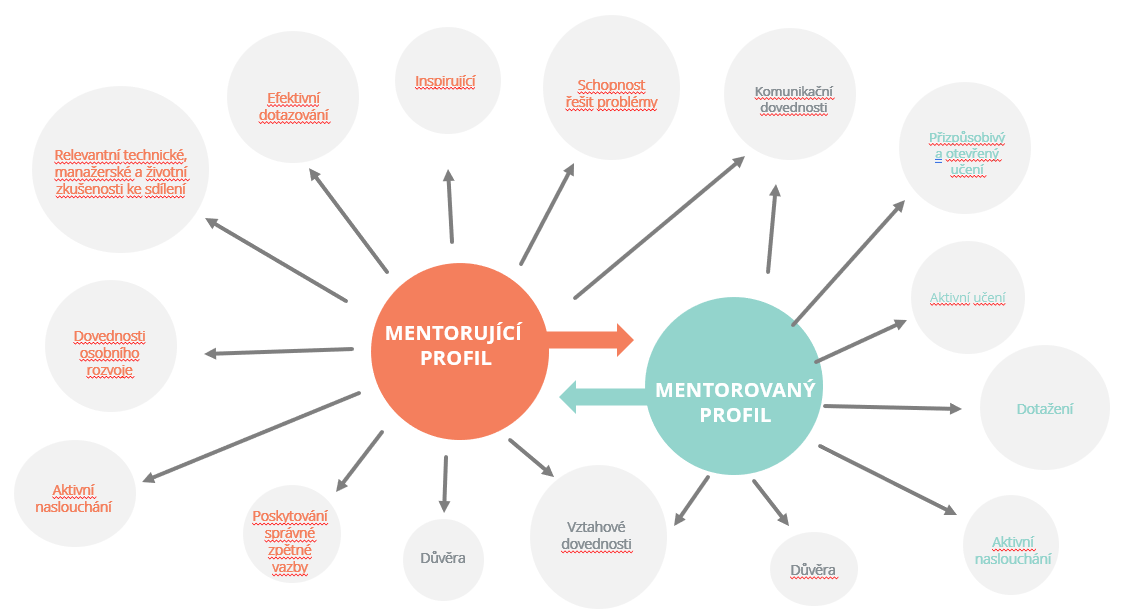 Inspirující
Schopnost
řešit problémy
Komunikační
dovednosti
Efektivní
dotazování
Přizpůsobivý
a otevřený
učení
Relevantní technické,
manažerské a životní
zkušenosti ke sdílení
Aktivní učení
Dovednosti
osobního
rozvoje
MENTORUJÍCÍ
PROFIL
MENTOROVANÝ
PROFIL
Dotažení
Aktivní
naslouchání
Poskytování
správné
zpětné
vazby
Důvěra
Vztahové
dovednosti
Důvěra
Aktivní
naslouchání